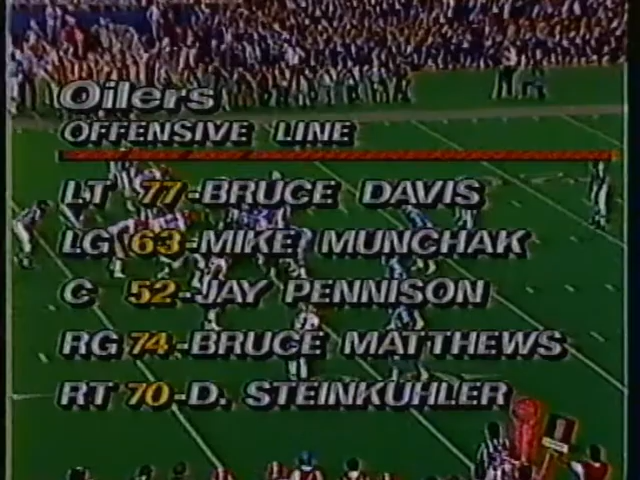 Oilers
OFFENSIVE LINE
LT 77-BRUCE DAVIS
LG 63-MIKE MUNCHAK
C 52-JAY PENNISON
RG 74-BRUCE MATTHEWS
RT 70-D. STEINKUHLER
1